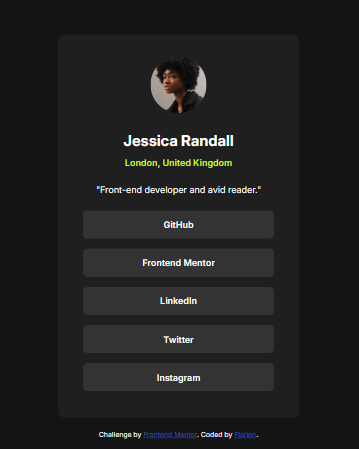 Jessica Randall
London, United Kingdom
"Front-end developer and avid reader."
GitHub
Frontend Mentor
LinkedIn
Twitter
Instagram
Challenge by Frontend Mentor. Coded by Flarien.